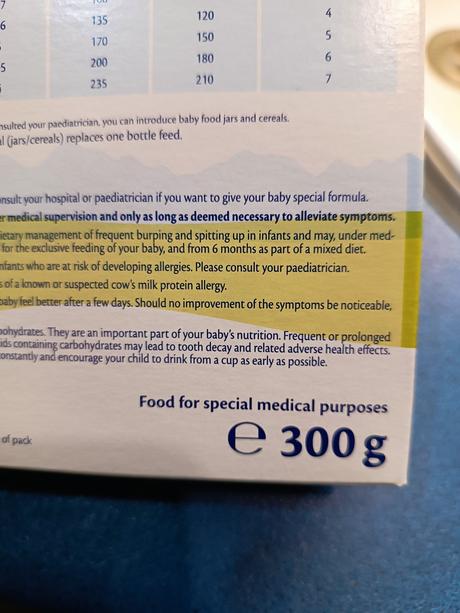 7
135 120 4
6
170 150 5
200 180 6
5
235 210 7
nsulted your paediatrician, you can introduce baby food jars and cereals.
al (jars/cereals) replaces one bottle feed.
nsult your hospital or paediatrician if you want to give your baby special formula.
er medical supervision and only as long as deemed necessary to alleviate symptoms.
ietary management of frequent burping and spitting up in infants and may, under med-
for the exclusive feeding of your baby, and from 6 months as part of a mixed diet.
nfants who are at risk of developing allergies. Please consult your paediatrician.
s of a known or suspected cow's milk protein allergy.
baby feel better after a few days. Should no improvement of the symptoms be noticeable,
bohydrates. They are an important part of your baby's nutrition. Frequent or prolonged
ids containing carbohydrates may lead to tooth decay and related adverse health effects.
onstantly and encourage your child to drink from a cup as early as possible.
Food for special medical purposes
of pack
℮ 300 g